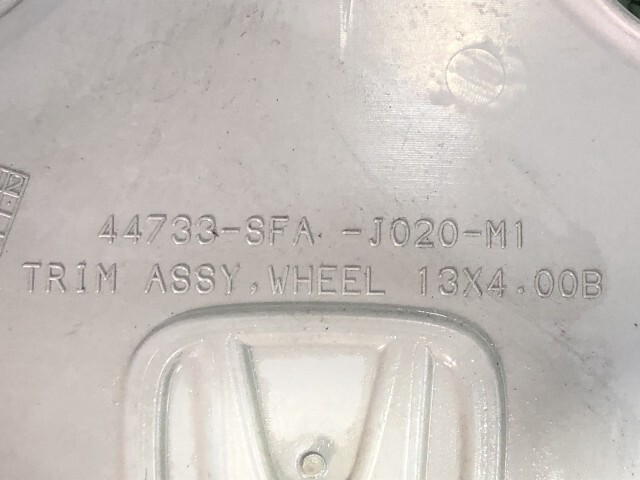 44733-SFA -J020-M1
TRIM ASSY,WHEEL 13X4.00B